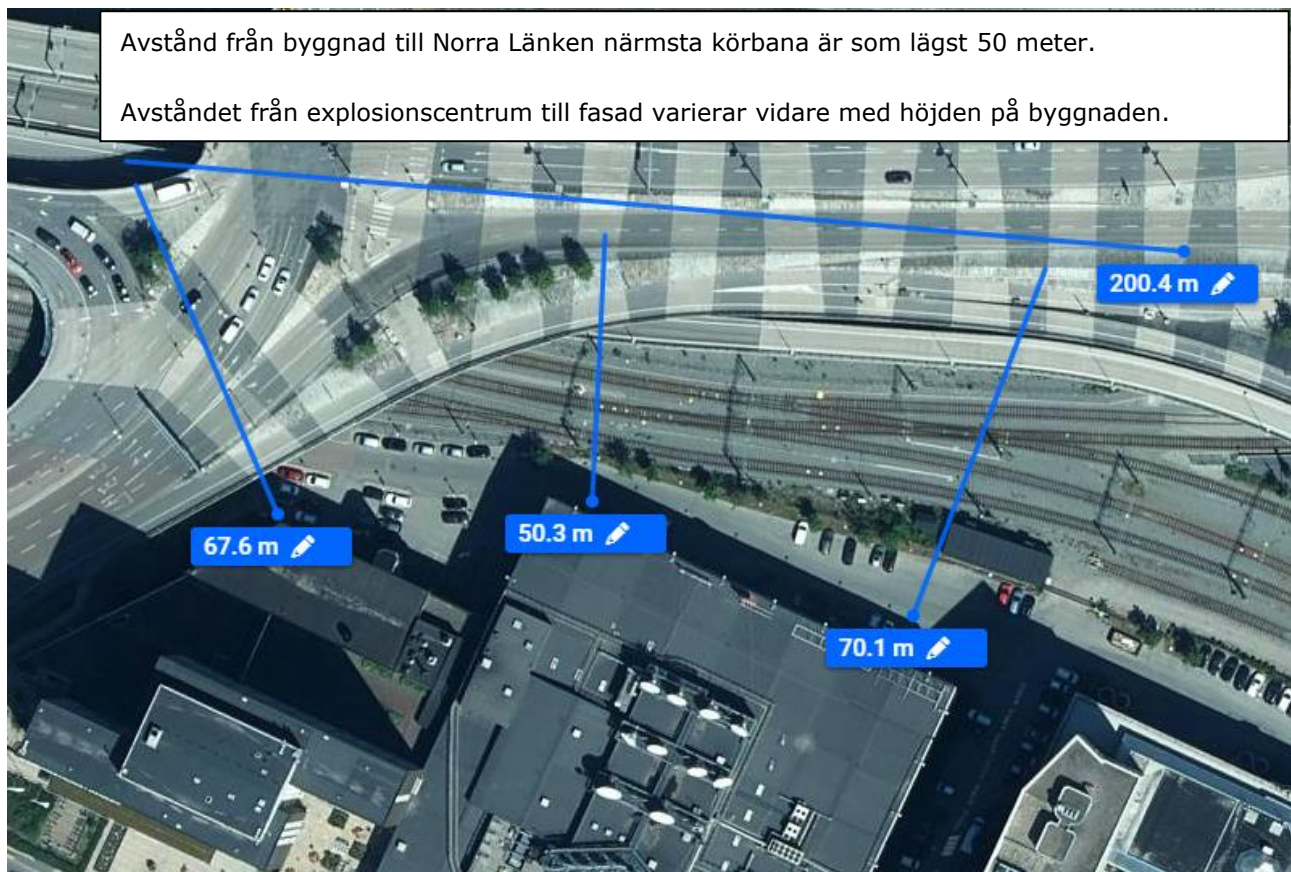 Avstånd från byggnad till Norra Länken närmsta körbana är som lägst 50 meter.
Avståndet från explosionscentrum till fasad varierar vidare med höjden på byggnaden.
200.4 m
67.6 m
50.3 m
70.1 m